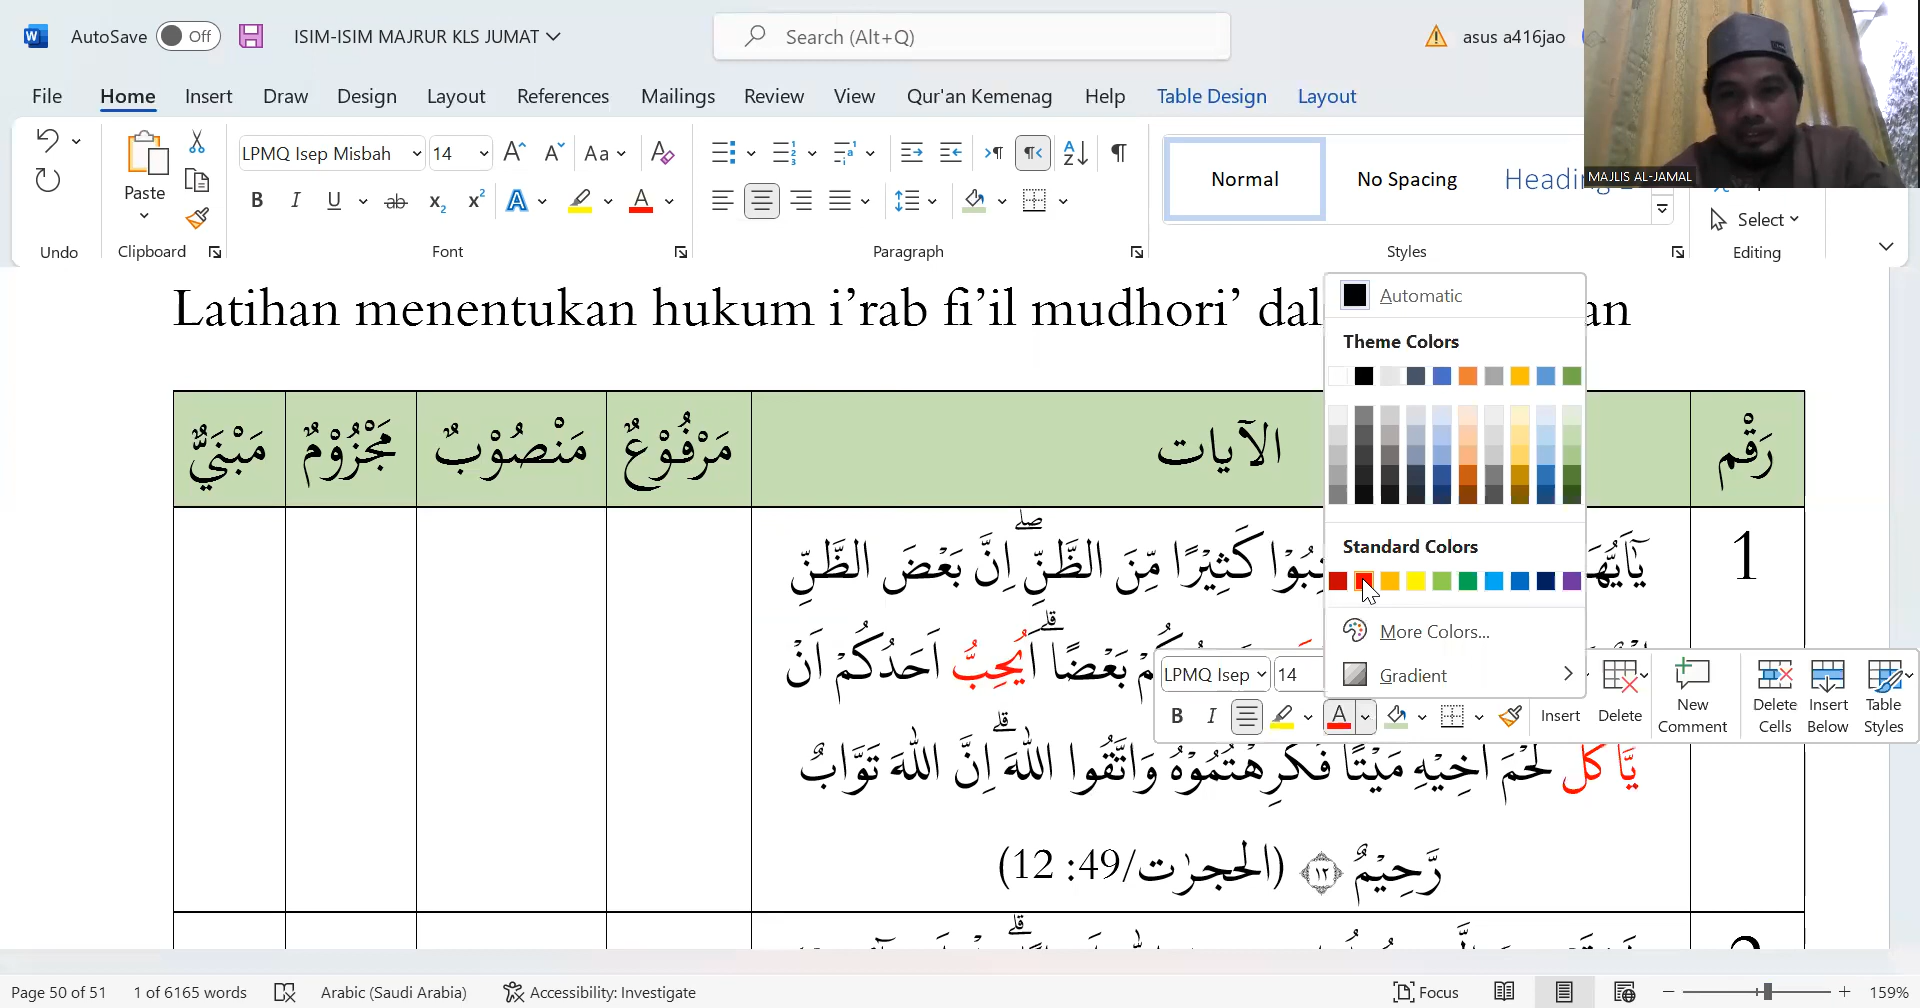 AutoSave Off ISIM-ISIM MAJRUR KLS JUMAT Search (Alt+Q) asus a416jao
File Home Insert Draw Design Layout References Mailings Review View Qur'an Kemenag Help Table Design Layout
MAJLIS AL-JAMAL
LPMQ Isep Misbah 14
Paste
Normal No Spacing Heading
Select
Undo Clipboard Font Paragraph Styles Editing
Automatic
Theme Colors
Standard Colors
More Colors...
Gradient
Latihan menentukan hukum i’rab fi’il mudhori’ dal an
رَقْم الآيات مَرْفُوْعٌ مَنْصُوْبٌ مَجْزُوْمٌ مَبْنِيٌّ
1
يٰٓاَيُّهَ كَثِيْرًا مِّنَ الظَّنِّۖ اِنَّ بَعْضَ الظَّنِّ
بَعْضًاۗ اَيُحِبُّ اَحَدُكُمْ اَنْ
يَّأْكُلَ لَحْمَ اَخِيْهِ مَيْتًا فَكَرِهْتُمُوْهُۗ وَاتَّقُوا اللّٰهَ ۗاِنَّ اللّٰهَ تَوَّابٌ
رَّحِيْمٌ ١٢ (الحجرٰت/49: 12)
LPMQ Isep 14
B I Insert Delete New Comment Delete Cells Insert Below Table Styles
Page 50 of 51 1 of 6165 words Arabic (Saudi Arabia) Accessibility: Investigate Focus 159%